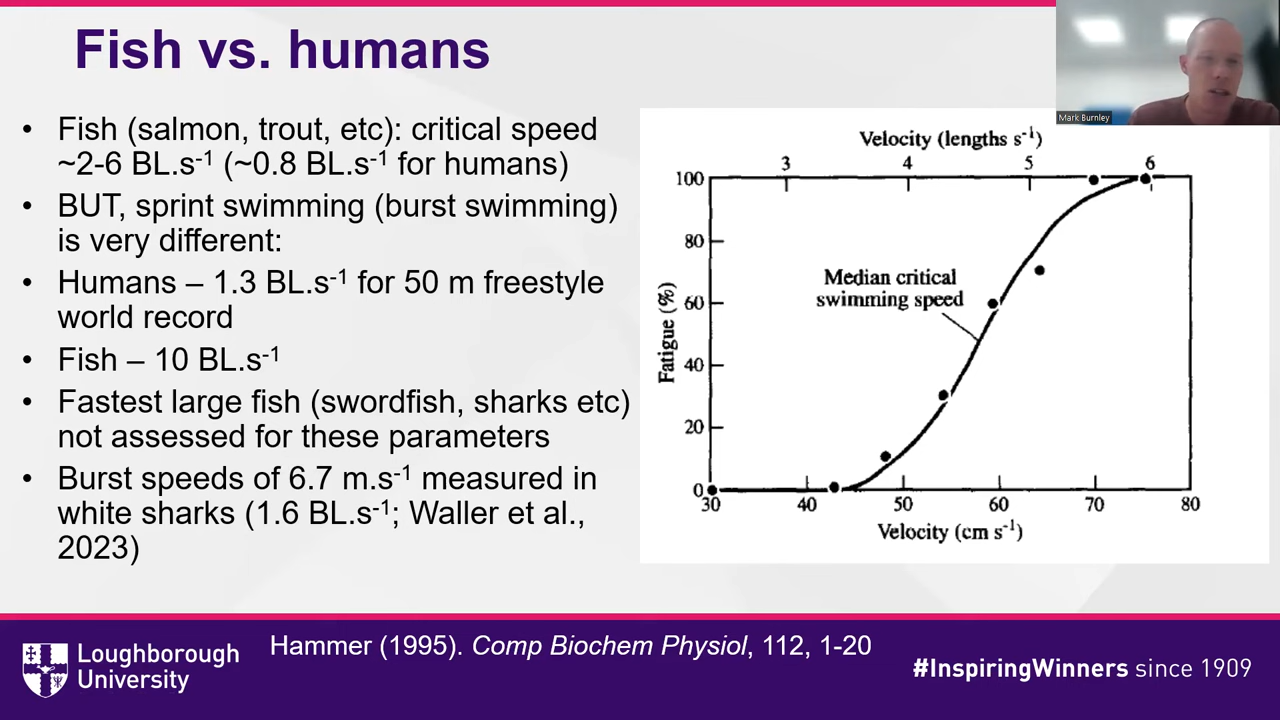 Fish vs. humans
Mark Burnley
• Fish (salmon, trout, etc): critical speed
~2-6 BL.s⁻¹ (~0.8 BL.s⁻¹ for humans)
• BUT, sprint swimming (burst swimming)
is very different:
• Humans – 1.3 BL.s⁻¹ for 50 m freestyle
world record
• Fish – 10 BL.s⁻¹
• Fastest large fish (swordfish, sharks etc)
not assessed for these parameters
• Burst speeds of 6.7 m.s⁻¹ measured in
white sharks (1.6 BL.s⁻¹; Waller et al.,
2023)
Velocity (lengths s⁻¹)
3 4 5 6
100
80
60
40
20
0
Fatigue (%)
Median critical
swimming speed
30 40 50 60 70 80
Velocity (cm s⁻¹)
Loughborough
University
Hammer (1995). Comp Biochem Physiol, 112, 1-20
#InspiringWinners since 1909